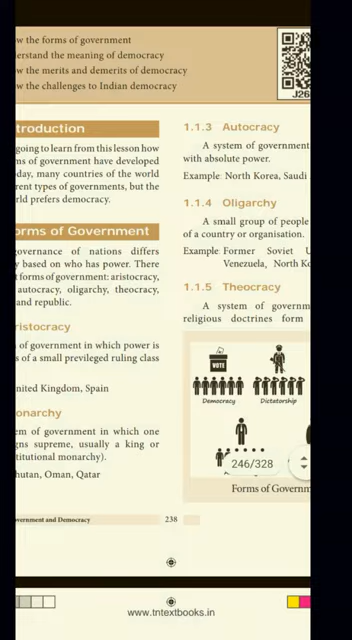 w the forms of government
erstand the meaning of democracy
w the merits and demerits of democracy
w the challenges to Indian democracy
J26
troduction
going to learn from this lesson how
ms of government have developed
day, many countries of the world
rent types of governments, but the
rld prefers democracy.
orms of Government
governance of nations differs
y based on who has power. There
t forms of government: aristocracy,
autocracy, oligarchy, theocracy,
and republic.
ristocracy
of government in which power is
s of a small previleged ruling class
nited Kingdom, Spain
onarchy
em of government in which one
gns supreme, usually a king or
titutional monarchy).
hutan, Oman, Qatar
1.1.3 Autocracy
A system of government
with absolute power.
Example: North Korea, Saudi
1.1.4 Oligarchy
A small group of people
of a country or organisation.
Example: Former Soviet U
Venezuela, North Ko
1.1.5 Theocracy
A system of governm
religious doctrines form
VOTE
Democracy Dictatorship
246/328
Forms of Governm
overnment and Democracy 238
www.tntextbooks.in